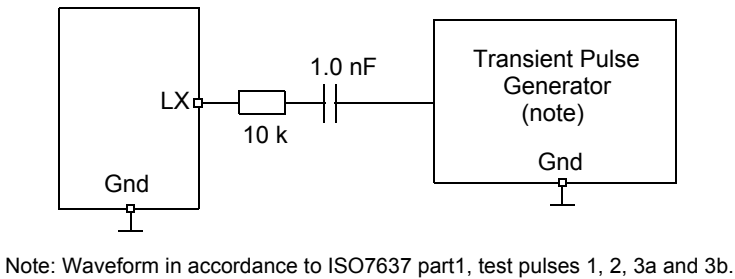 1.0 nF
Transient Pulse
Generator
(note)
LX
10 k
Gnd
Gnd
Note: Waveform in accordance to ISO7637 part1, test pulses 1, 2, 3a and 3b.